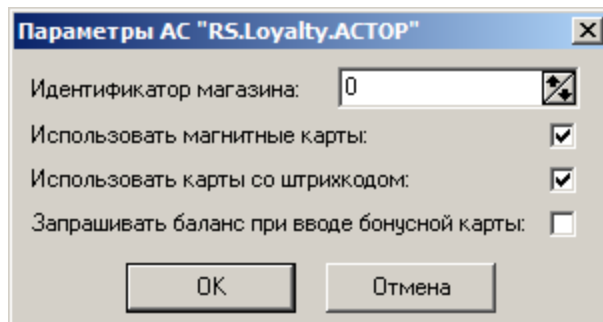 Параметры АС "RS.Loyalty.АСТОР"
Идентификатор магазина: 0
Использовать магнитные карты:
Использовать карты со штрихкодом:
Запрашивать баланс при вводе бонусной карты:
OK Отмена